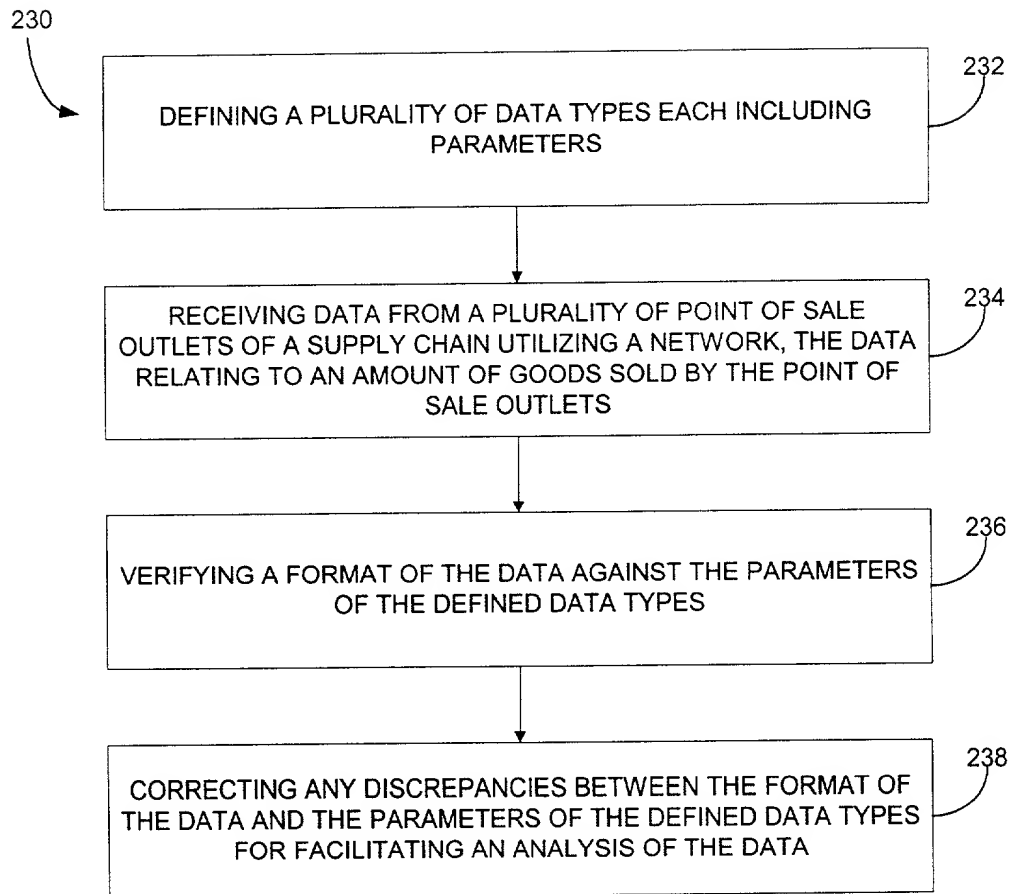 230
232
DEFINING A PLURALITY OF DATA TYPES EACH INCLUDING
PARAMETERS
234
RECEIVING DATA FROM A PLURALITY OF POINT OF SALE
OUTLETS OF A SUPPLY CHAIN UTILIZING A NETWORK, THE DATA
RELATING TO AN AMOUNT OF GOODS SOLD BY THE POINT OF
SALE OUTLETS
236
VERIFYING A FORMAT OF THE DATA AGAINST THE PARAMETERS
OF THE DEFINED DATA TYPES
238
CORRECTING ANY DISCREPANCIES BETWEEN THE FORMAT OF
THE DATA AND THE PARAMETERS OF THE DEFINED DATA TYPES
FOR FACILITATING AN ANALYSIS OF THE DATA